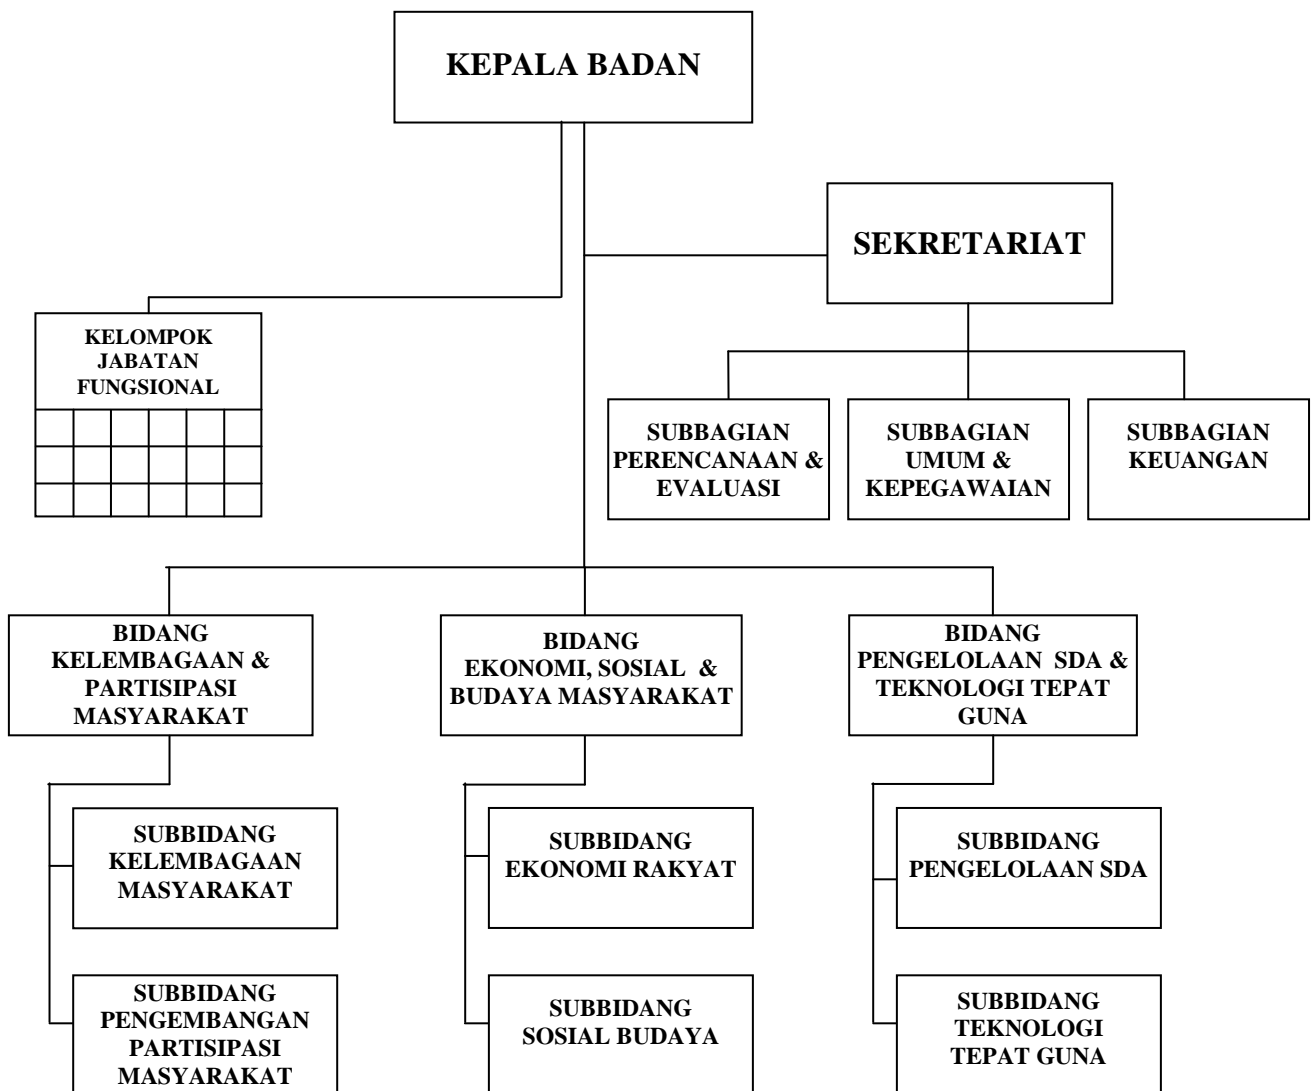 KEPALA BADAN
SEKRETARIAT
KELOMPOK
JABATAN
FUNGSIONAL
SUBBAGIAN
PERENCANAAN &
EVALUASI
SUBBAGIAN
UMUM &
KEPEGAWAIAN
SUBBAGIAN
KEUANGAN
BIDANG
KELEMBAGAAN &
PARTISIPASI
MASYARAKAT
BIDANG
EKONOMI, SOSIAL &
BUDAYA MASYARAKAT
BIDANG
PENGELOLAAN SDA &
TEKNOLOGI TEPAT
GUNA
SUBBIDANG
KELEMBAGAAN
MASYARAKAT
SUBBIDANG
EKONOMI RAKYAT
SUBBIDANG
PENGELOLAAN SDA
SUBBIDANG
PENGEMBANGAN
PARTISIPASI
MASYARAKAT
SUBBIDANG
SOSIAL BUDAYA
SUBBIDANG
TEKNOLOGI
TEPAT GUNA